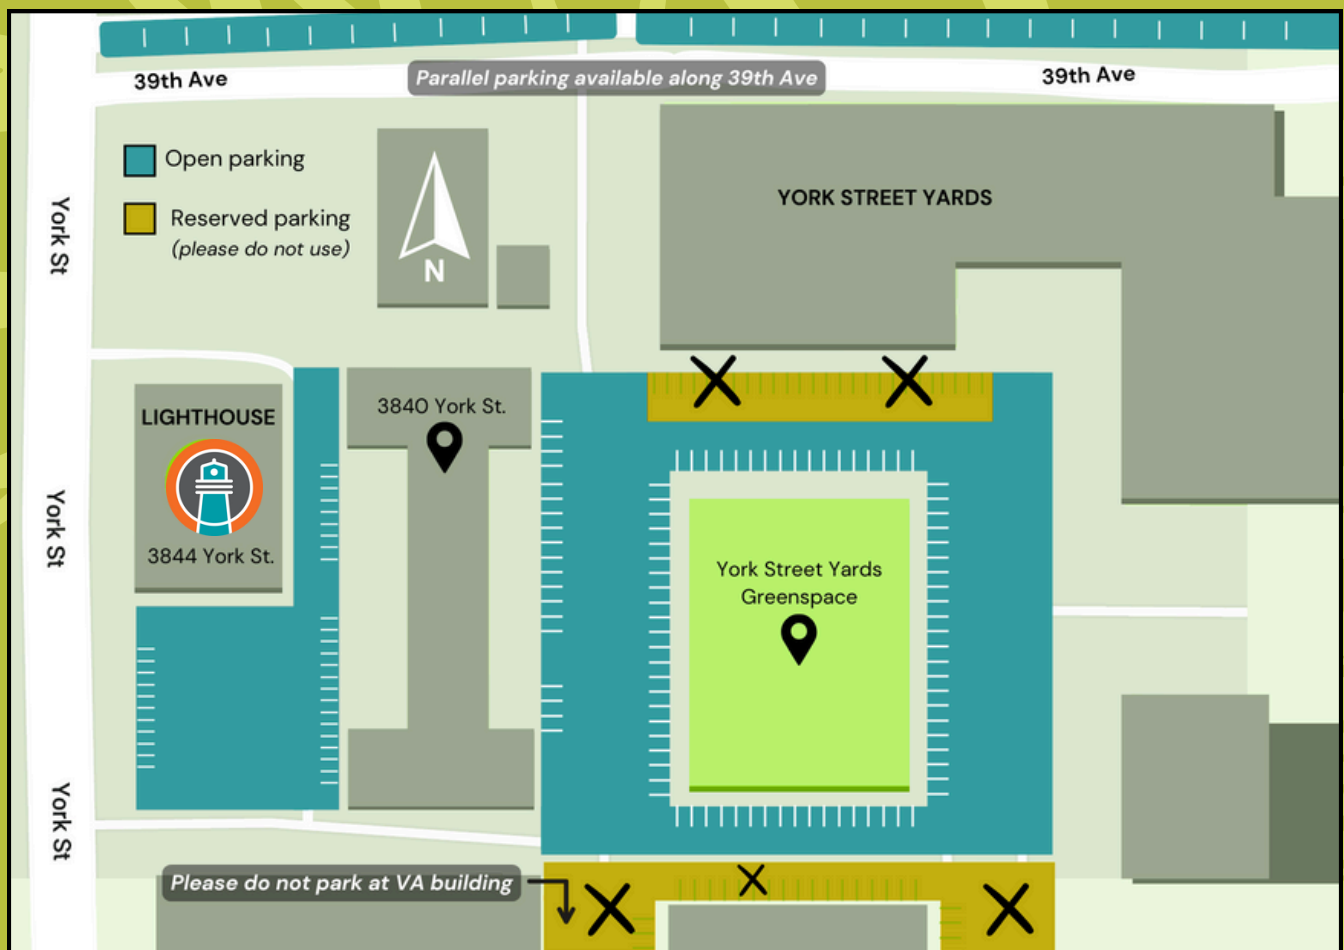 39th Ave
Parallel parking available along 39th Ave
39th Ave
Open parking
Reserved parking
(please do not use)
N
YORK STREET YARDS
York St
LIGHTHOUSE
3844 York St.
3840 York St.
York St
York Street Yards
Greenspace
York St
Please do not park at VA building